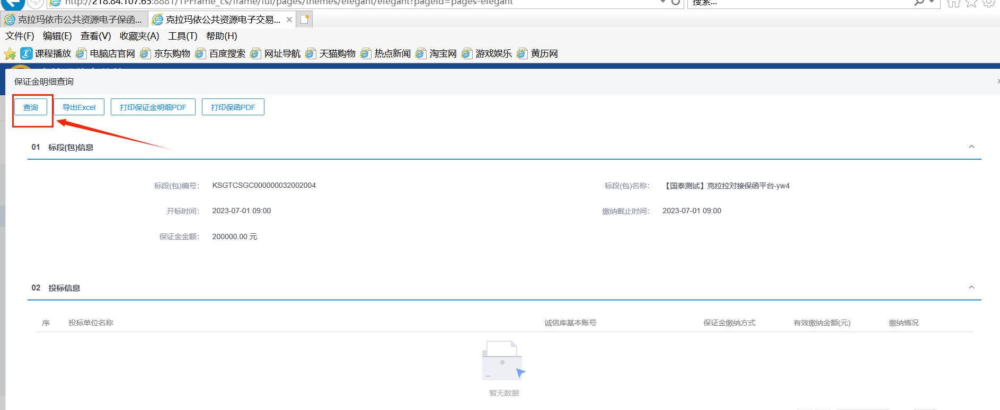 http://218.84.107.65:8881/TPFrame_cs/frame/fui/pages/themes/elegant/elegant?pageId=pages-elegant
搜索...
克拉玛依市公共资源电子保函...
克拉玛依公共资源电子交易...
文件(F) 编辑(E) 查看(V) 收藏夹(A) 工具(T) 帮助(H)
课程播放 电脑店官网 京东购物 百度搜索 网址导航 天猫购物 热点新闻 淘宝网 游戏娱乐 黄历网
保证金明细查询
查询 导出Excel 打印保证金明细PDF 打印保函PDF
01 标段(包)信息
标段(包)编号: KSGTCSGC000000032002004 标段(包)名称: 【国泰测试】克拉拉对接保函平台-yw4
开标时间: 2023-07-01 09:00 缴纳截止时间: 2023-07-01 09:00
保证金金额: 200000.00 元
02 投标信息
序 投标单位名称 诚信库基本账号 保证金缴纳方式 有效缴纳金额(元) 缴纳情况
暂无数据